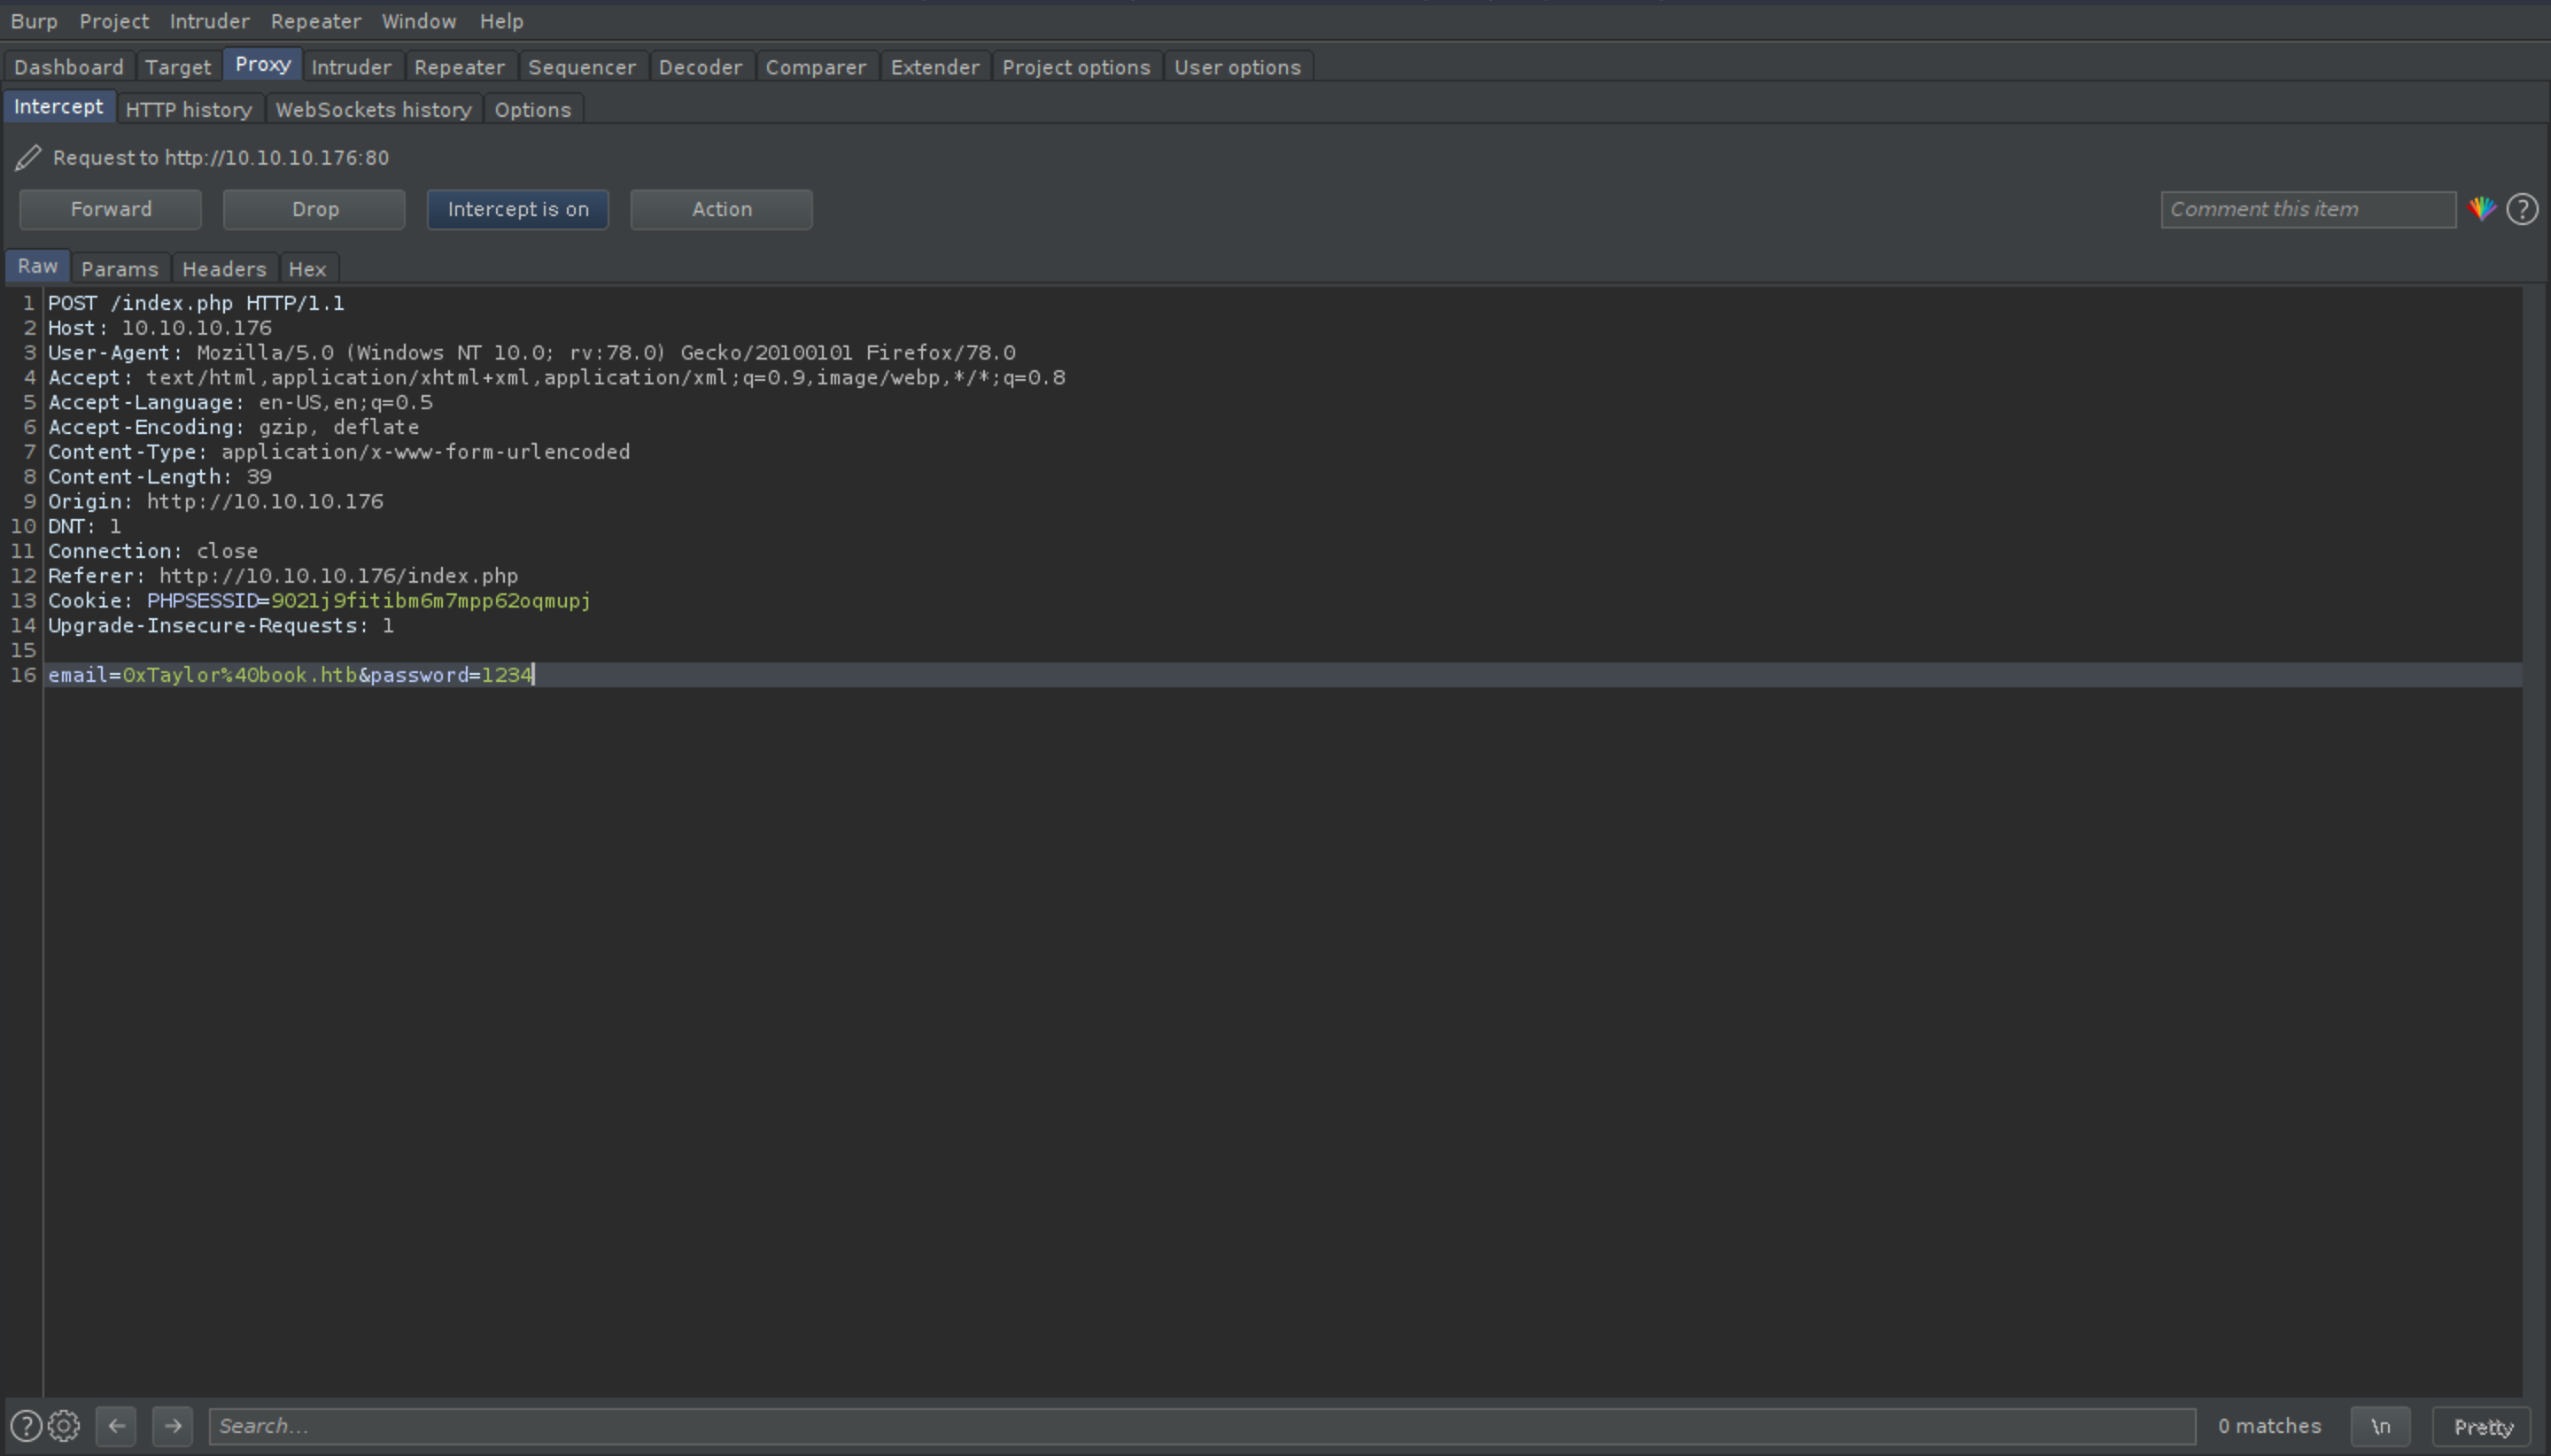 Burp Project Intruder Repeater Window Help
Dashboard Target Proxy Intruder Repeater Sequencer Decoder Comparer Extender Project options User options
Intercept HTTP history WebSockets history Options
Request to http://10.10.10.176:80
Forward Drop Intercept is on Action Comment this item ?
Raw Params Headers Hex
1 POST /index.php HTTP/1.1
2 Host: 10.10.10.176
3 User-Agent: Mozilla/5.0 (Windows NT 10.0; rv:78.0) Gecko/20100101 Firefox/78.0
4 Accept: text/html,application/xhtml+xml,application/xml;q=0.9,image/webp,*/*;q=0.8
5 Accept-Language: en-US,en;q=0.5
6 Accept-Encoding: gzip, deflate
7 Content-Type: application/x-www-form-urlencoded
8 Content-Length: 39
9 Origin: http://10.10.10.176
10 DNT: 1
11 Connection: close
12 Referer: http://10.10.10.176/index.php
13 Cookie: PHPSESSID=902lj9fitibm6m7mpp62oqmupj
14 Upgrade-Insecure-Requests: 1
15
16 email=0xTaylor%40book.htb&password=1234
? ← → Search... 0 matches \n Pretty